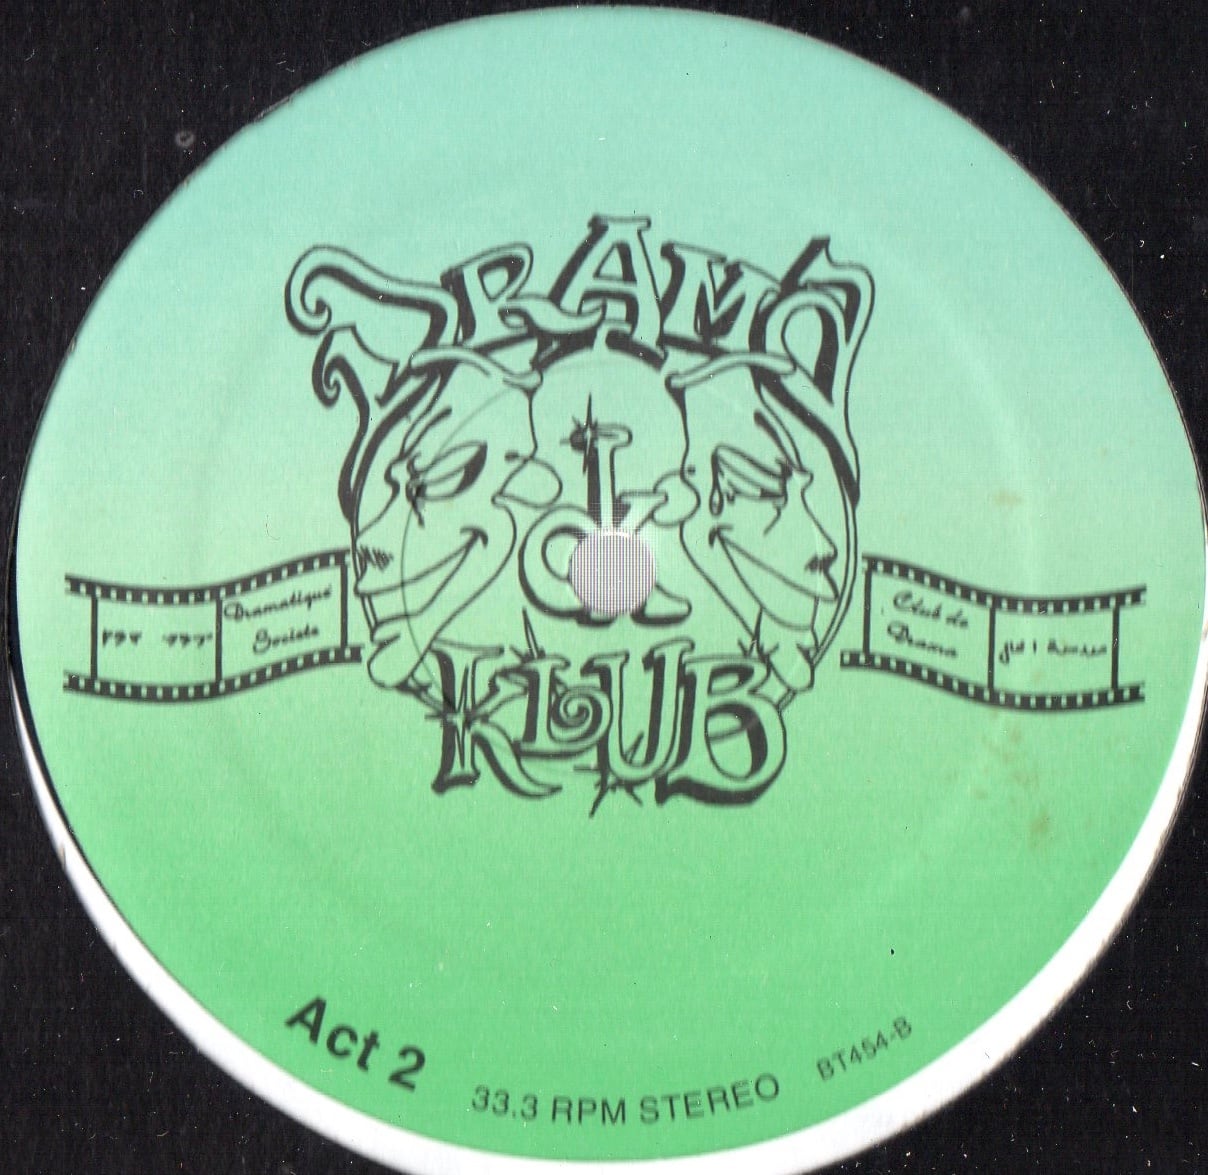 DRAMA
KLUB
Dramatique
Societe
Club de
Drama
Act 2
33.3 RPM STEREO
BT454-B